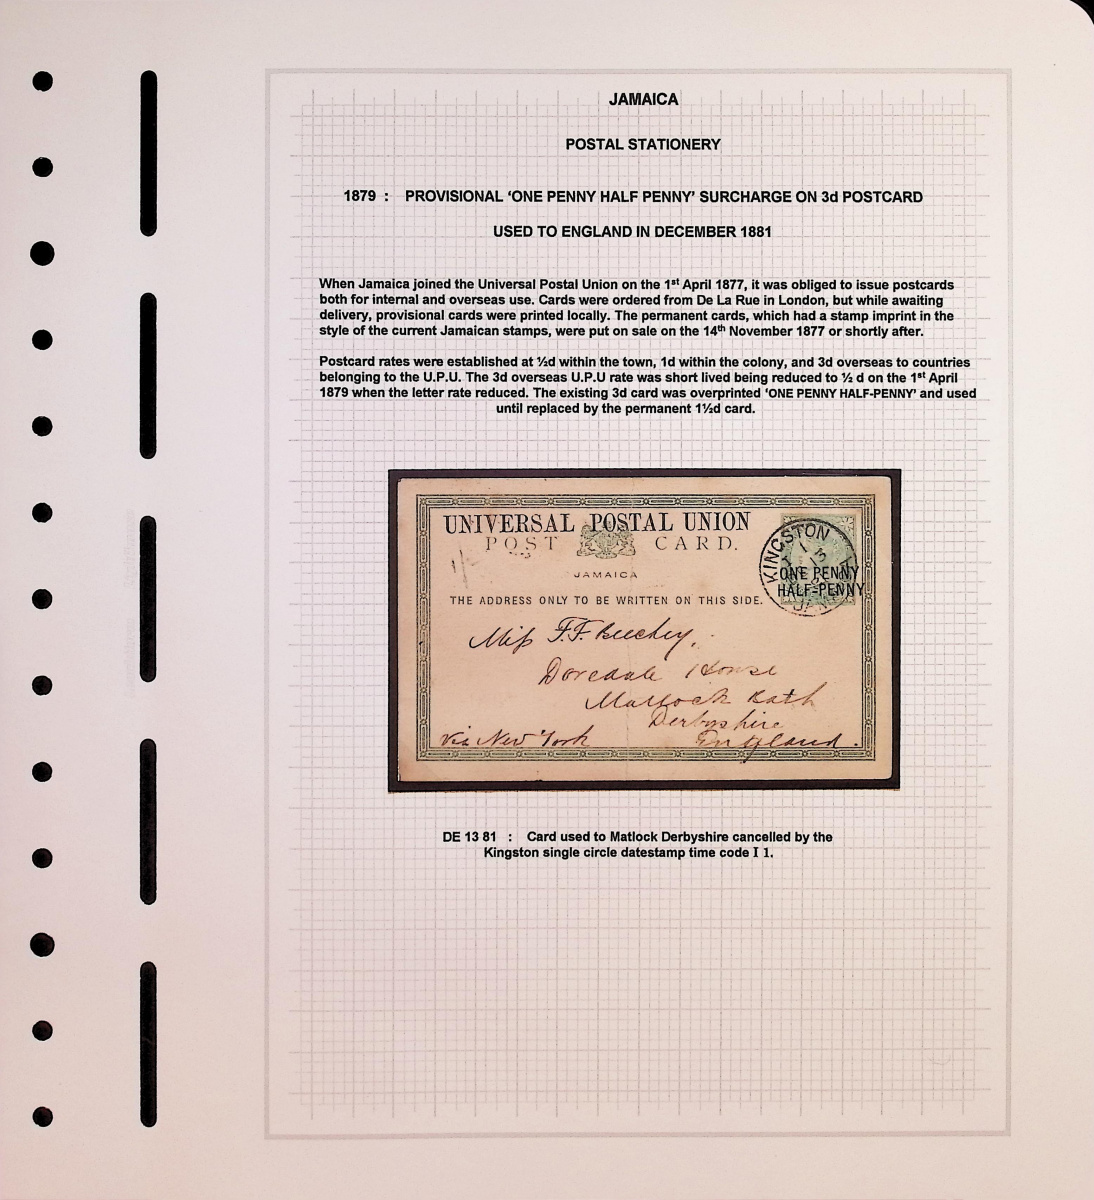 JAMAICA
POSTAL STATIONERY
1879 : PROVISIONAL ‘ONE PENNY HALF PENNY’ SURCHARGE ON 3d POSTCARD
USED TO ENGLAND IN DECEMBER 1881
When Jamaica joined the Universal Postal Union on the 1st April 1877, it was obliged to issue postcards
both for internal and overseas use. Cards were ordered from De La Rue in London, but while awaiting
delivery, provisional cards were printed locally. The permanent cards, which had a stamp imprint in the
style of the current Jamaican stamps, were put on sale on the 14th November 1877 or shortly after.
Postcard rates were established at ½d within the town, 1d within the colony, and 3d overseas to countries
belonging to the U.P.U. The 3d overseas U.P.U rate was short lived being reduced to ½ d on the 1st April
1879 when the letter rate reduced. The existing 3d card was overprinted ‘ONE PENNY HALF-PENNY’ and used
until replaced by the permanent 1½d card.
UNIVERSAL POSTAL UNION
POST CARD.
JAMAICA
THE ADDRESS ONLY TO BE WRITTEN ON THIS SIDE.
KINGSTON
ONE PENNY
HALF-PENNY
Miss F.F. Beechey,
Dovedale House
Matlock Bath
Derbyshire
England.
via New York
DE 13 81 : Card used to Matlock Derbyshire cancelled by the
Kingston single circle datestamp time code I 1.